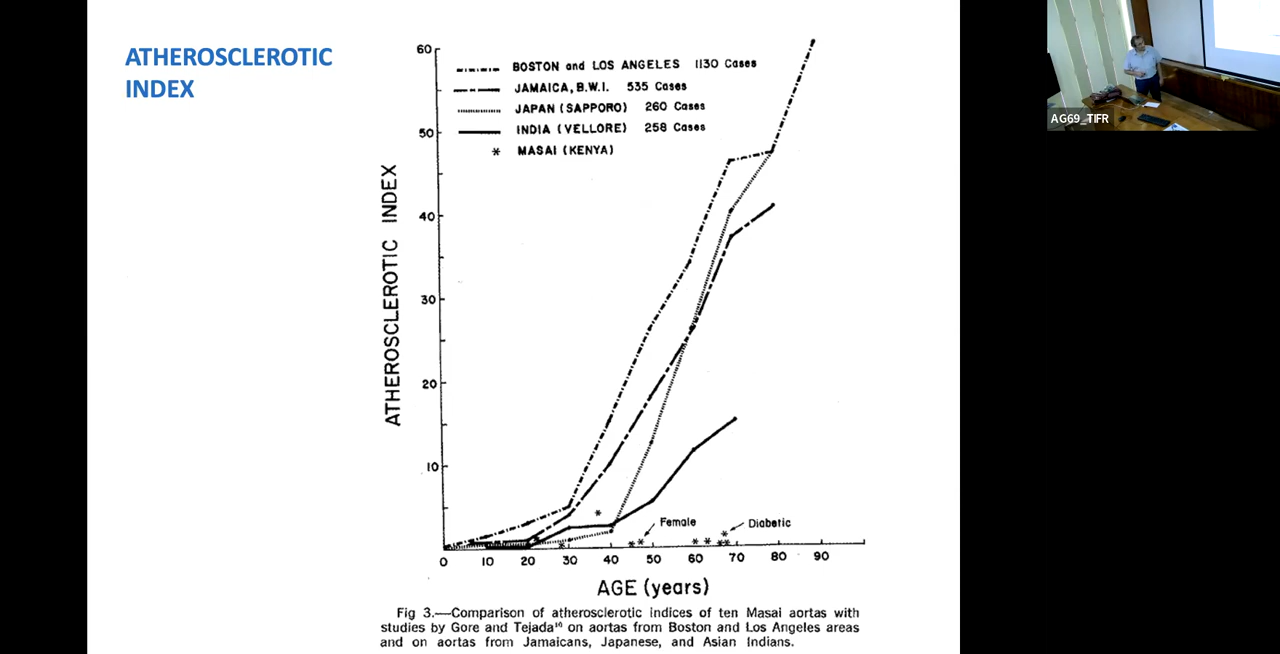 ATHEROSCLEROTIC
INDEX
60
50
40
30
20
10
ATHEROSCLEROTIC INDEX
BOSTON and LOS ANGELES 1130 Cases
JAMAICA, B.W.I. 535 Cases
JAPAN (SAPPORO) 260 Cases
INDIA (VELLORE) 258 Cases
* MASAI (KENYA)
Female
Diabetic
0 10 20 30 40 50 60 70 80 90
AGE (years)
Fig 3.—Comparison of atherosclerotic indices of ten Masai aortas with
studies by Gore and Tejada¹⁶ on aortas from Boston and Los Angeles areas
and on aortas from Jamaicans, Japanese, and Asian Indians.
AG69_TIFR